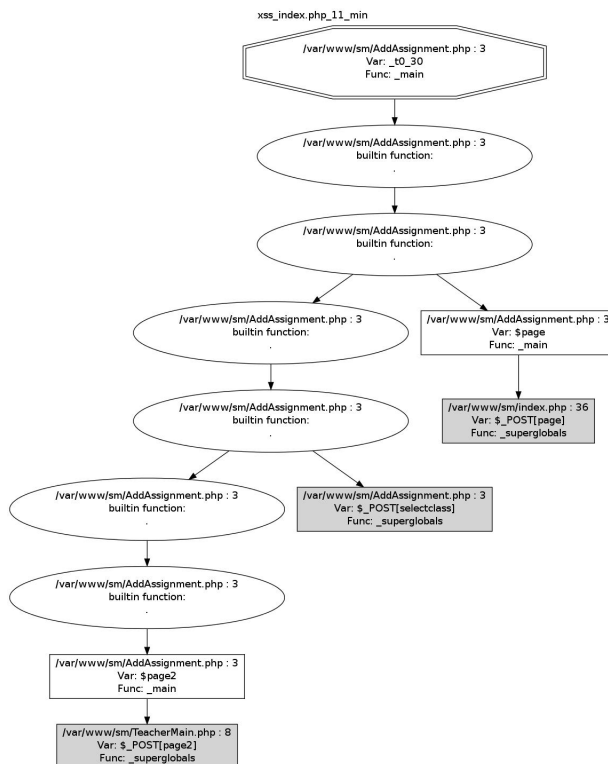 xss_index.php_11_min
/var/www/sm/AddAssignment.php : 3
Var: _t0_30
Func: _main
/var/www/sm/AddAssignment.php : 3
builtin function:
.
/var/www/sm/AddAssignment.php : 3
builtin function:
.
/var/www/sm/AddAssignment.php : 3
builtin function:
.
/var/www/sm/AddAssignment.php : 3
Var: $page
Func: _main
/var/www/sm/AddAssignment.php : 3
builtin function:
.
/var/www/sm/index.php : 36
Var: $_POST[page]
Func: _superglobals
/var/www/sm/AddAssignment.php : 3
builtin function:
.
/var/www/sm/AddAssignment.php : 3
Var: $_POST[selectclass]
Func: _superglobals
/var/www/sm/AddAssignment.php : 3
builtin function:
.
/var/www/sm/AddAssignment.php : 3
Var: $page2
Func: _main
/var/www/sm/TeacherMain.php : 8
Var: $_POST[page2]
Func: _superglobals